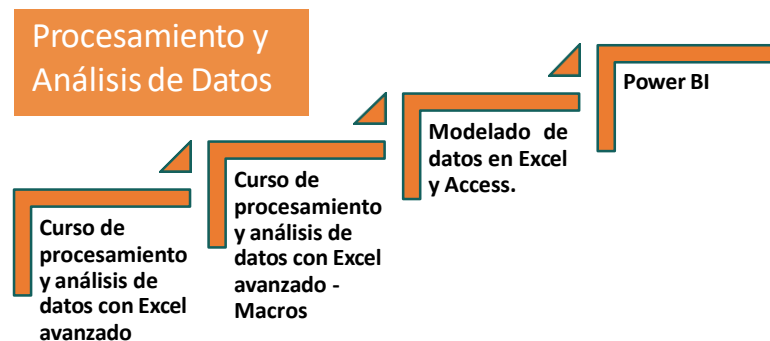 Procesamiento y
Análisis de Datos
Curso de
procesamiento
y análisis de
datos con Excel
avanzado
Curso de
procesamiento
y análisis de
datos con Excel
avanzado -
Macros
Modelado de
datos en Excel
y Access.
Power BI